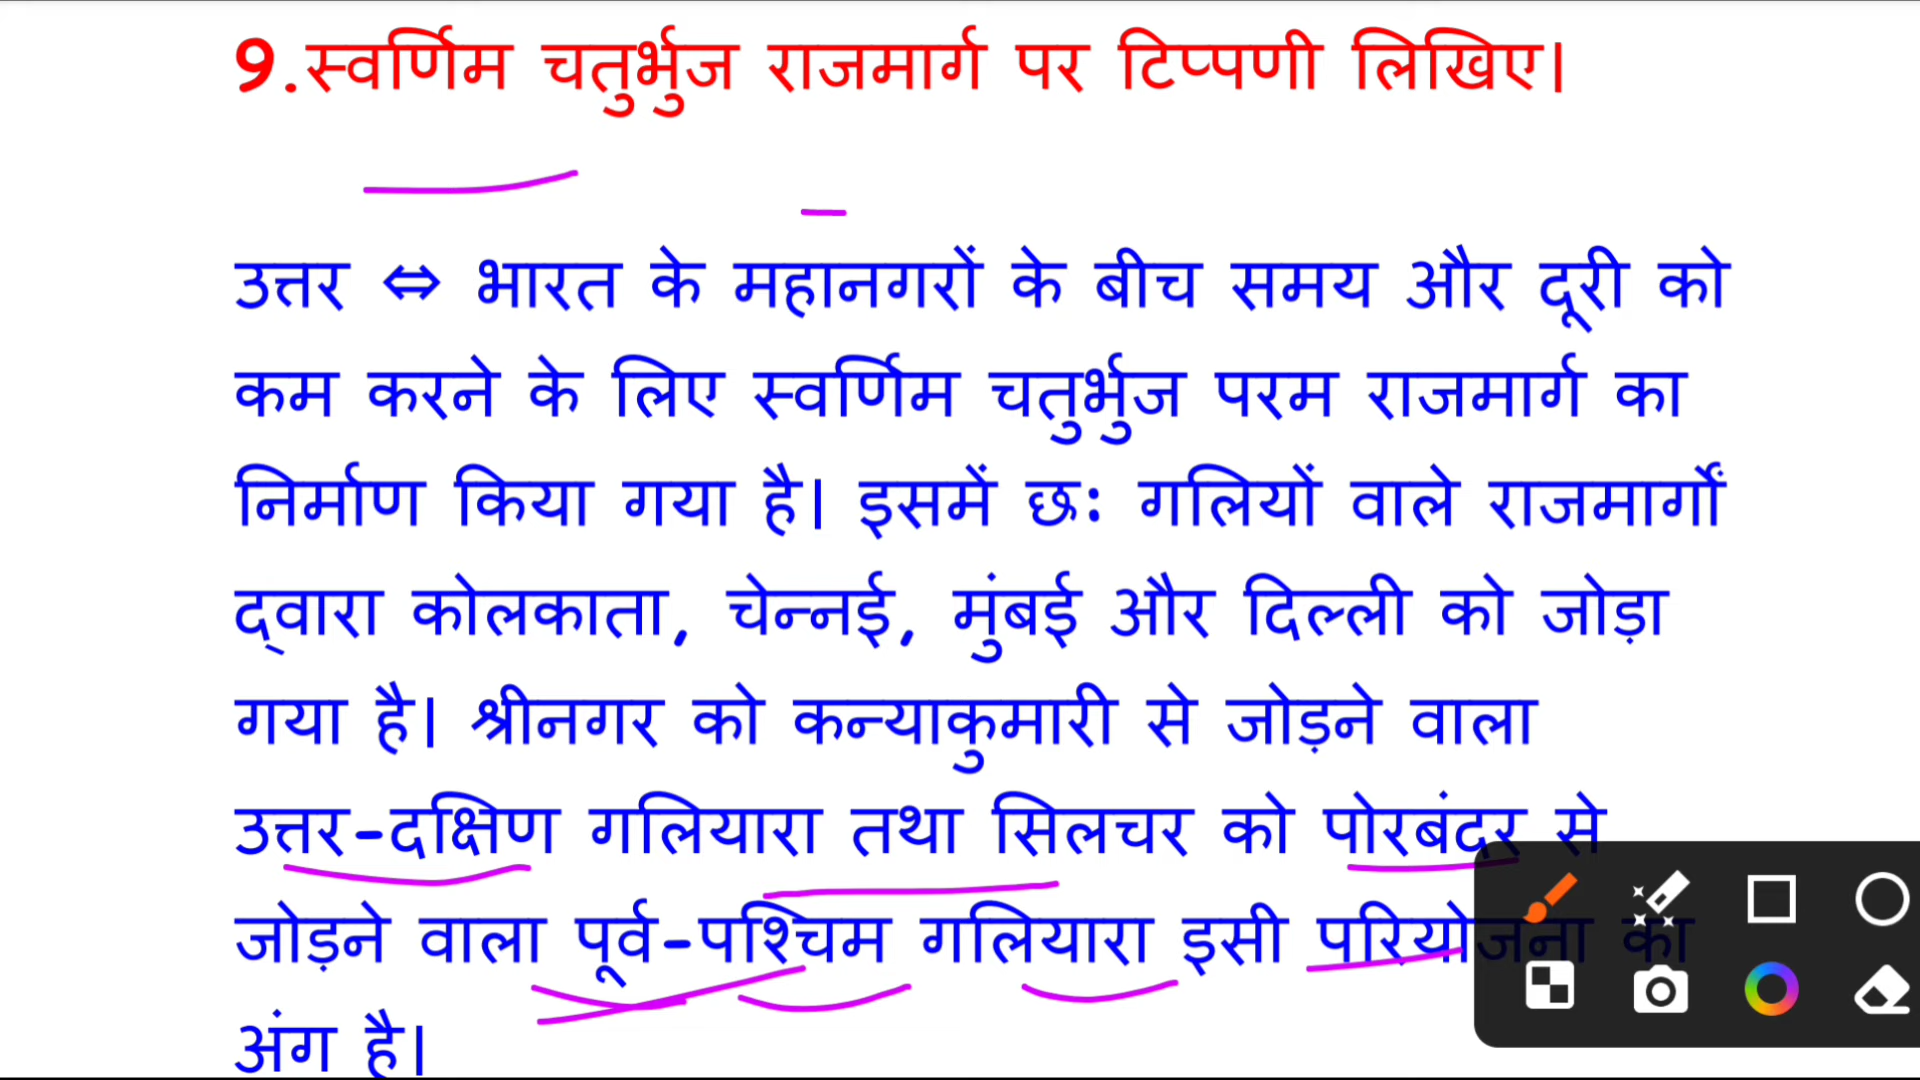 9.स्वर्णिम चतुर्भुज राजमार्ग पर टिप्पणी लिखिए।
उत्तर ⇔ भारत के महानगरों के बीच समय और दूरी को
कम करने के लिए स्वर्णिम चतुर्भुज परम राजमार्ग का
निर्माण किया गया है। इसमें छः गलियों वाले राजमार्गों
द्वारा कोलकाता, चेन्नई, मुंबई और दिल्ली को जोड़ा
गया है। श्रीनगर को कन्याकुमारी से जोड़ने वाला
उत्तर-दक्षिण गलियारा तथा सिलचर को पोरबंदर से
जोड़ने वाला पूर्व-पश्चिम गलियारा इसी परियोजना का
अंग है।